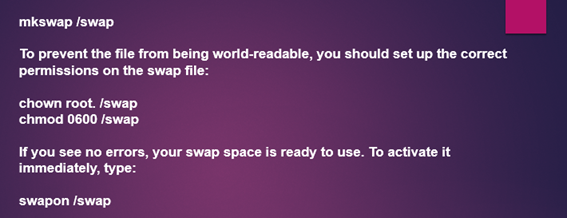 mkswap /swap
To prevent the file from being world-readable, you should set up the correct
permissions on the swap file:
chown root. /swap
chmod 0600 /swap
If you see no errors, your swap space is ready to use. To activate it
immediately, type:
swapon /swap